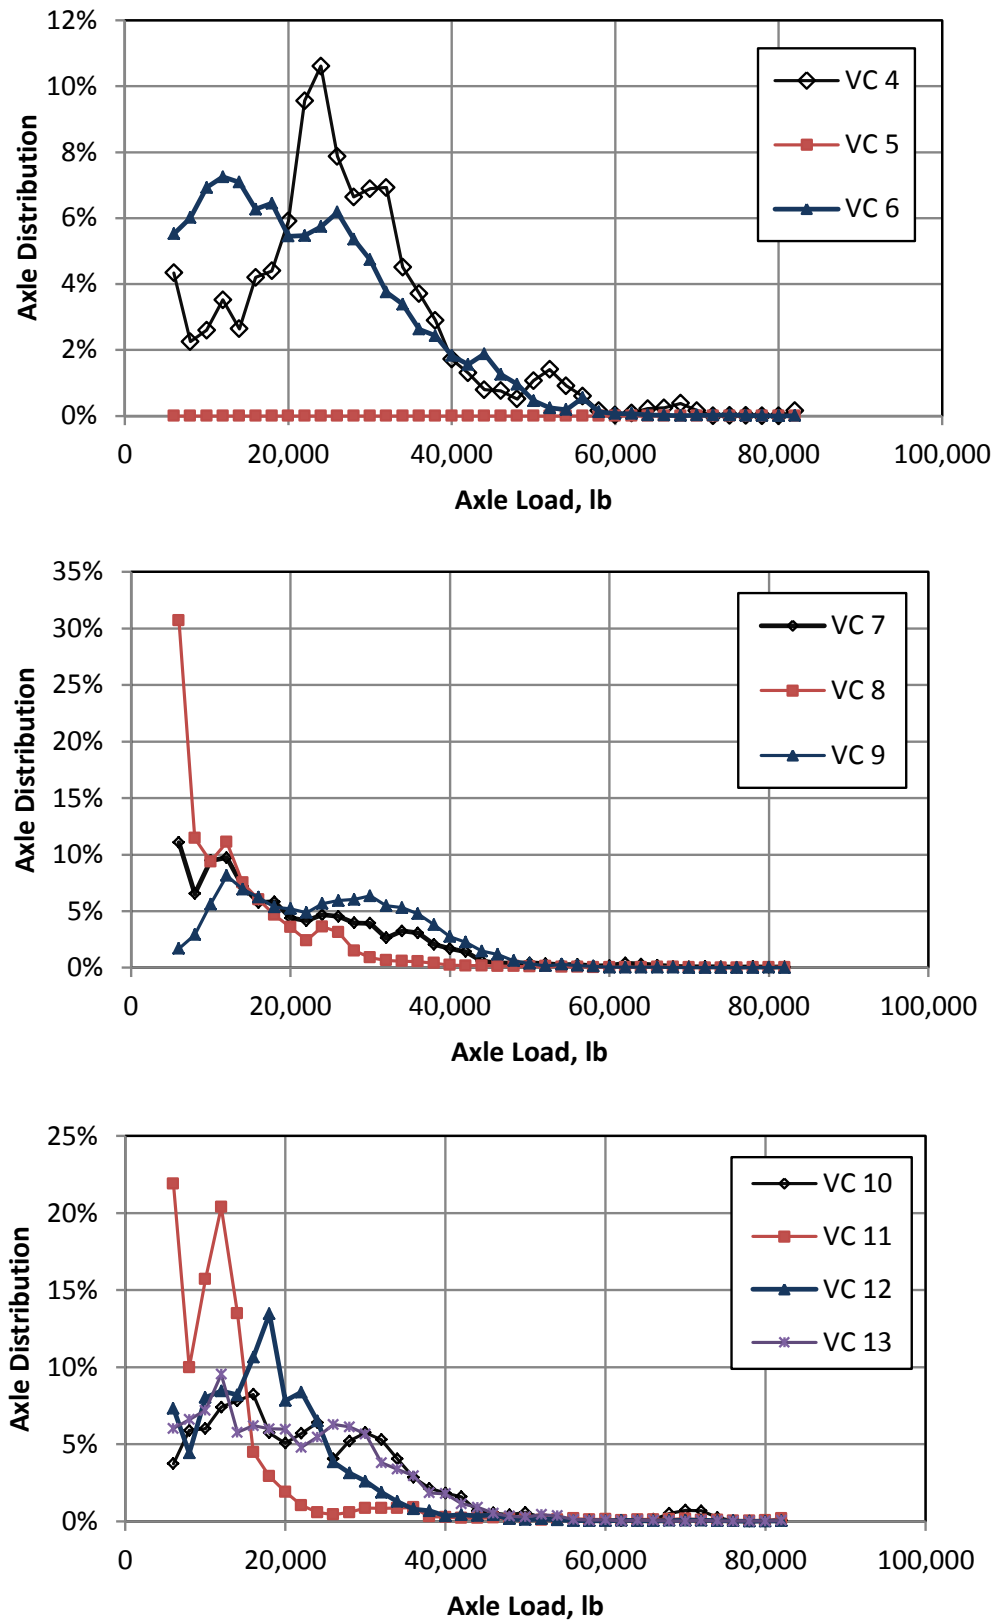 12%
10%
8%
6%
4%
2%
0%
Axle Distribution
VC 4
VC 5
VC 6
0 20,000 40,000 60,000 80,000 100,000
Axle Load, lb
35%
30%
25%
20%
15%
10%
5%
0%
Axle Distribution
VC 7
VC 8
VC 9
0 20,000 40,000 60,000 80,000 100,000
Axle Load, lb
25%
20%
15%
10%
5%
0%
Axle Distribution
VC 10
VC 11
VC 12
VC 13
0 20,000 40,000 60,000 80,000 100,000
Axle Load, lb